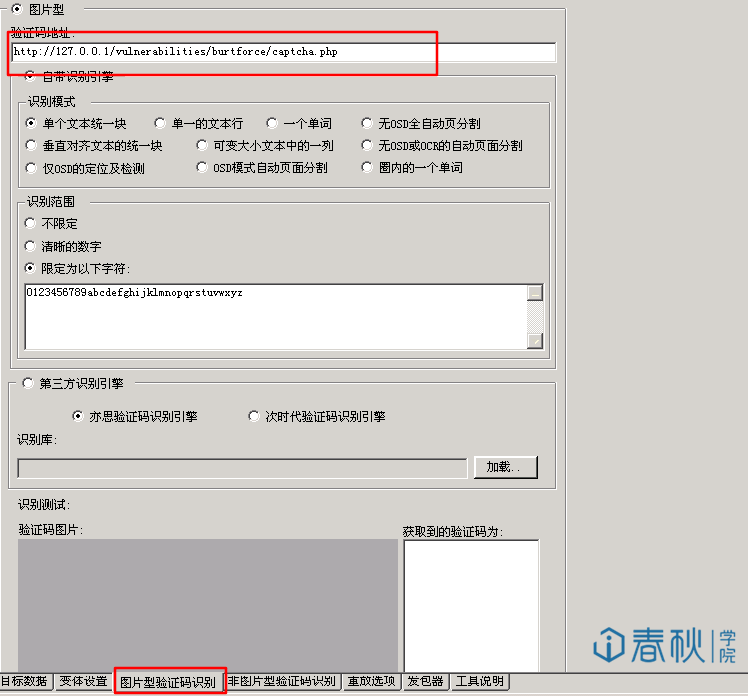 图片型
验证码地址:
http://127.0.0.1/vulnerabilities/burtforce/captcha.php
自带识别引擎
识别模式
单个文本统一块 单一的文本行 一个单词 无OSD全自动页分割
垂直对齐文本的统一块 可变大小文本中的一列 无OSD或OCR的自动页面分割
仅OSD的定位及检测 OSD模式自动页面分割 圈内的一个单词
识别范围
不限定
清晰的数字
限定为以下字符:
0123456789abcdefghijklmnopqrstuvwxyz
第三方识别引擎
亦思验证码识别引擎 次时代验证码识别引擎
识别库:
加载..
识别测试:
验证码图片: 获取到的验证码为:
春秋学院
目标数据 变体设置 图片型验证码识别 非图片型验证码识别 重放选项 发包器 工具说明